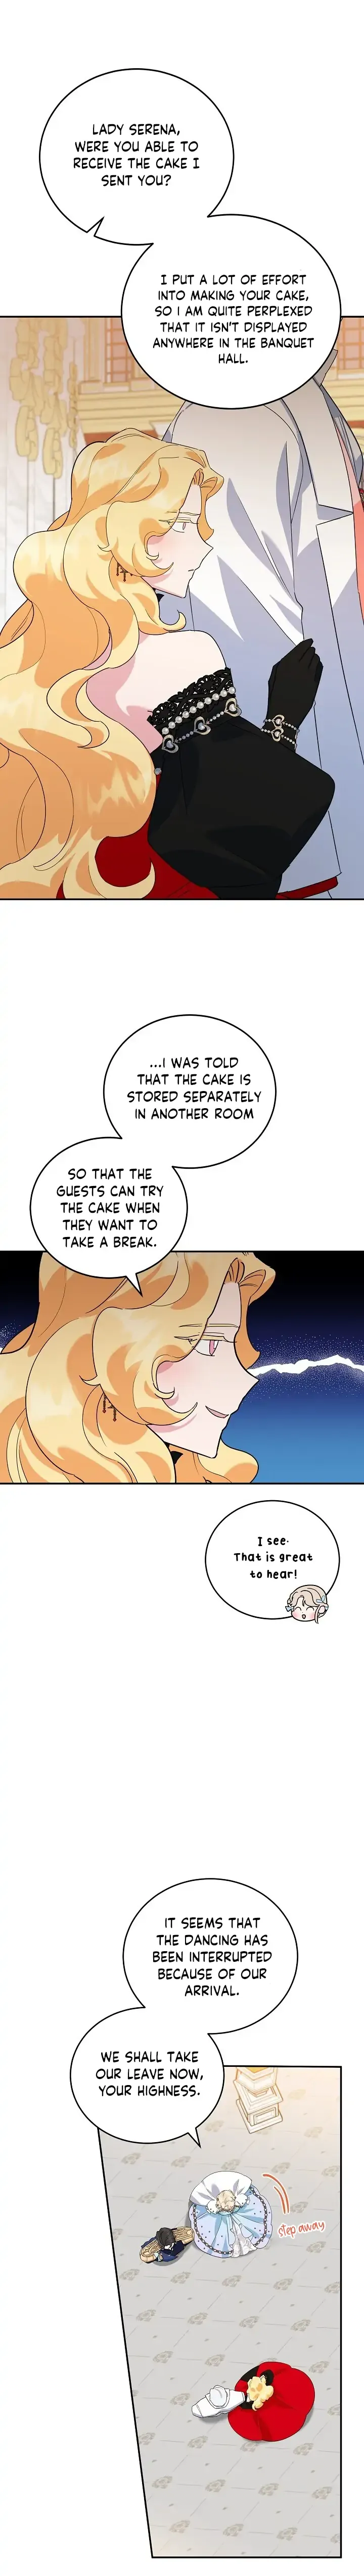 LADY SERENA,
WERE YOU ABLE TO
RECEIVE THE CAKE I
SENT YOU?
I PUT A LOT OF EFFORT
INTO MAKING YOUR CAKE,
SO I AM QUITE PERPLEXED
THAT IT ISN'T DISPLAYED
ANYWHERE IN THE BANQUET
HALL.
...I WAS TOLD
THAT THE CAKE IS
STORED SEPARATELY
IN ANOTHER ROOM
SO THAT THE
GUESTS CAN TRY
THE CAKE WHEN
THEY WANT TO
TAKE A BREAK.
I see.
That is great
to hear!
IT SEEMS THAT
THE DANCING HAS
BEEN INTERRUPTED
BECAUSE OF OUR
ARRIVAL.
WE SHALL TAKE
OUR LEAVE NOW,
YOUR HIGHNESS.
step away